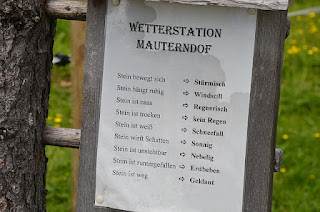 WETTERSTATION
MAUTERNDOF
Stein bewegt sich ⇨ Stürmisch
Stein hängt ruhig ⇨ Windstill
Stein ist nass ⇨ Regnerisch
Stein ist trocken ⇨ kein Regen
Stein ist weiß ⇨ Schneefall
Stein wirft Schatten ⇨ Sonnig
Stein ist unsichtbar ⇨ Nebelig
Stein ist runtergefallen ⇨ Erdbeben
Stein ist weg ⇨ Geklaut